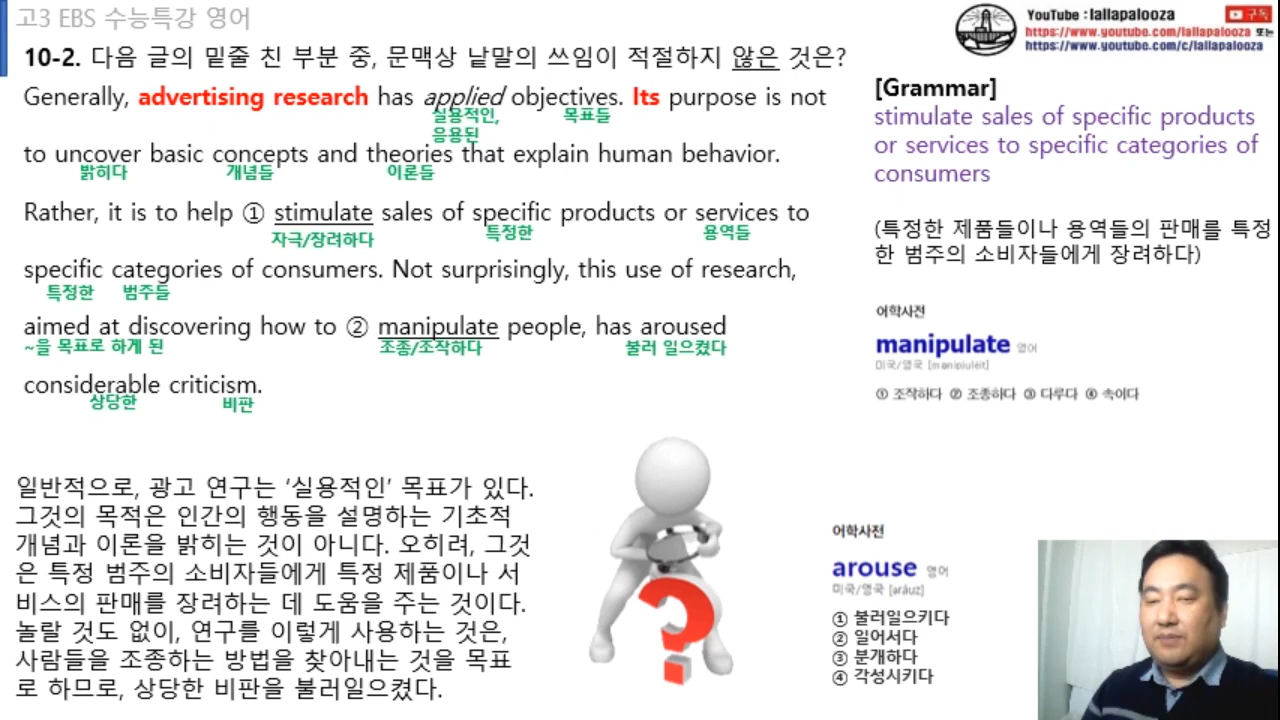 고3 EBS 수능특강 영어
YouTube : lallapalooza 구독
https://www.youtube.com/lallapalooza 또는
https://www.youtube.com/c/lallapalooza
10-2. 다음 글의 밑줄 친 부분 중, 문맥상 낱말의 쓰임이 적절하지 않은 것은?
Generally, advertising research has applied objectives. Its purpose is not
실용적인, 목표들
응용된
to uncover basic concepts and theories that explain human behavior.
밝히다 개념들 이론들
Rather, it is to help ① stimulate sales of specific products or services to
자극/장려하다 특정한 용역들
specific categories of consumers. Not surprisingly, this use of research,
특정한 범주들
aimed at discovering how to ② manipulate people, has aroused
~을 목표로 하게 된 조종/조작하다 불러 일으켰다
considerable criticism.
상당한 비판
[Grammar]
stimulate sales of specific products
or services to specific categories of
consumers
(특정한 제품들이나 용역들의 판매를 특정
한 범주의 소비자들에게 장려하다)
어학사전
manipulate 영어
미국/영국 [mənípjuléit]
① 조작하다 ② 조종하다 ③ 다루다 ④ 속이다
일반적으로, 광고 연구는 ‘실용적인’ 목표가 있다.
그것의 목적은 인간의 행동을 설명하는 기초적
개념과 이론을 밝히는 것이 아니다. 오히려, 그것
은 특정 범주의 소비자들에게 특정 제품이나 서
비스의 판매를 장려하는 데 도움을 주는 것이다.
놀랄 것도 없이, 연구를 이렇게 사용하는 것은,
사람들을 조종하는 방법을 찾아내는 것을 목표
로 하므로, 상당한 비판을 불러일으켰다.
어학사전
arouse 영어
미국/영국 [əráuz]
① 불러일으키다
② 일어서다
③ 분개하다
④ 각성시키다